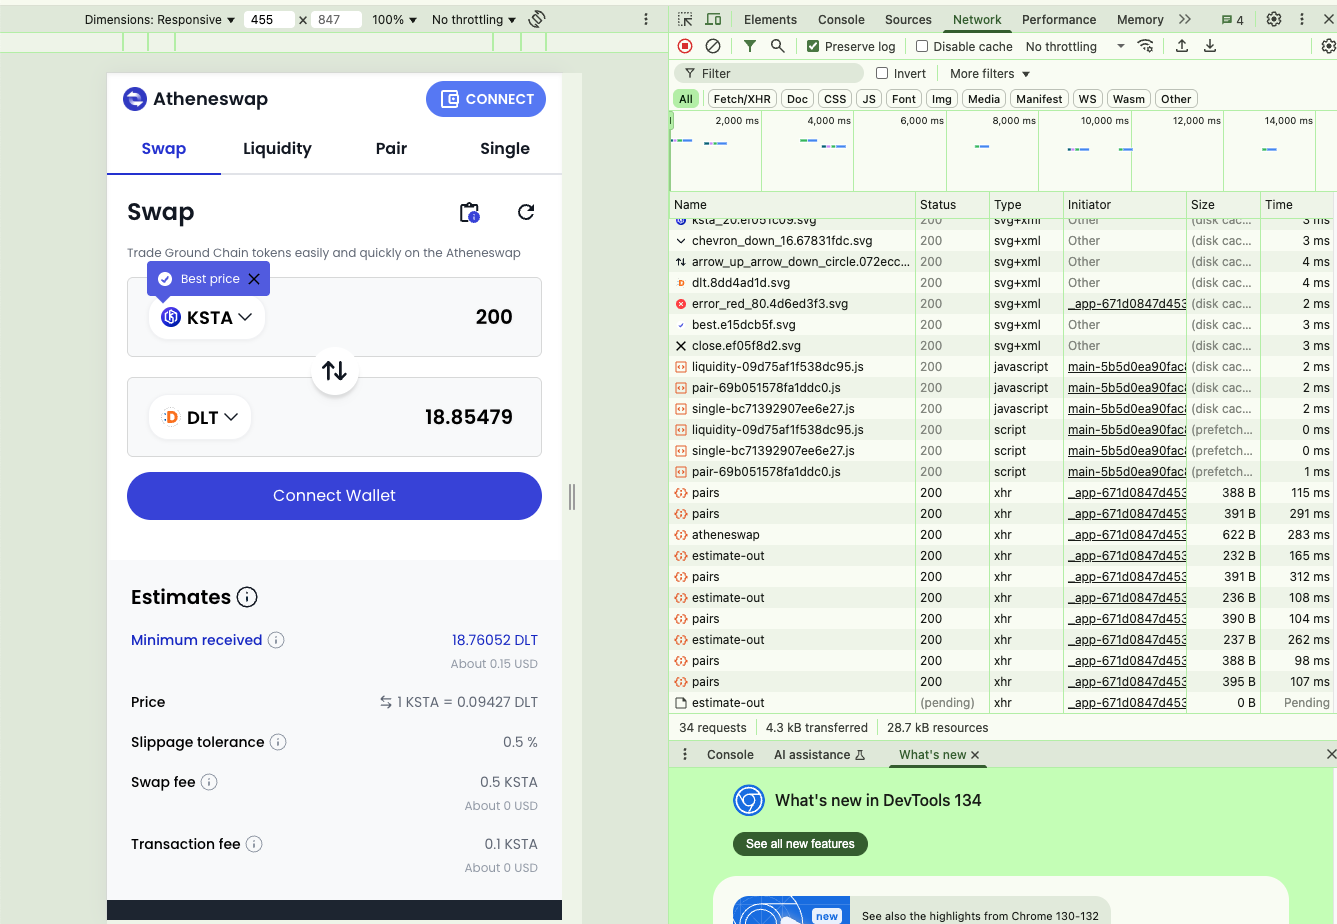 Dimensions: Responsive ▼ 455 × 847 100% ▼ No throttling ▼
Atheneswap
CONNECT
Swap Liquidity Pair Single
Swap
Trade Ground Chain tokens easily and quickly on the Atheneswap
Best price
KSTA 200
DLT 18.85479
Connect Wallet
Estimates
Minimum received 18.76052 DLT
About 0.15 USD
Price 1 KSTA = 0.09427 DLT
Slippage tolerance 0.5 %
Swap fee 0.5 KSTA
About 0 USD
Transaction fee 0.1 KSTA
About 0 USD
Elements Console Sources Network Performance Memory 4
Preserve log Disable cache No throttling
Filter Invert More filters ▼
All Fetch/XHR Doc CSS JS Font Img Media Manifest WS Wasm Other
2,000 ms 4,000 ms 6,000 ms 8,000 ms 10,000 ms 12,000 ms 14,000 ms
Name Status Type Initiator Size Time
ksta_20.ef051c09.svg 200 svg+xml Other (disk cac... 3 ms
chevron_down_16.67831fdc.svg 200 svg+xml Other (disk cac... 3 ms
arrow_up_arrow_down_circle.072ecc... 200 svg+xml Other (disk cac... 4 ms
dlt.8dd4ad1d.svg 200 svg+xml Other (disk cac... 4 ms
error_red_80.4d6ed3f3.svg 200 svg+xml _app-671d0847d453 (disk cac... 2 ms
best.e15dcb5f.svg 200 svg+xml Other (disk cac... 3 ms
close.ef05f8d2.svg 200 svg+xml Other (disk cac... 3 ms
liquidity-09d75af1f538dc95.js 200 javascript main-5b5d0ea90fac (disk cac... 2 ms
pair-69b051578fa1ddc0.js 200 javascript main-5b5d0ea90fac (disk cac... 2 ms
single-bc71392907ee6e27.js 200 javascript main-5b5d0ea90fac (disk cac... 2 ms
liquidity-09d75af1f538dc95.js 200 script main-5b5d0ea90fac (prefetch... 0 ms
single-bc71392907ee6e27.js 200 script main-5b5d0ea90fac (prefetch... 0 ms
pair-69b051578fa1ddc0.js 200 script main-5b5d0ea90fac (prefetch... 1 ms
pairs 200 xhr _app-671d0847d453 388 B 115 ms
pairs 200 xhr _app-671d0847d453 391 B 291 ms
atheneswap 200 xhr _app-671d0847d453 622 B 283 ms
estimate-out 200 xhr _app-671d0847d453 232 B 165 ms
pairs 200 xhr _app-671d0847d453 391 B 312 ms
estimate-out 200 xhr _app-671d0847d453 236 B 108 ms
pairs 200 xhr _app-671d0847d453 390 B 104 ms
estimate-out 200 xhr _app-671d0847d453 237 B 262 ms
pairs 200 xhr _app-671d0847d453 388 B 98 ms
pairs 200 xhr _app-671d0847d453 395 B 107 ms
estimate-out (pending) xhr _app-671d0847d453 0 B Pending
34 requests 4.3 kB transferred 28.7 kB resources
Console AI assistance What's new
What's new in DevTools 134
See all new features
new See also the highlights from Chrome 130-132